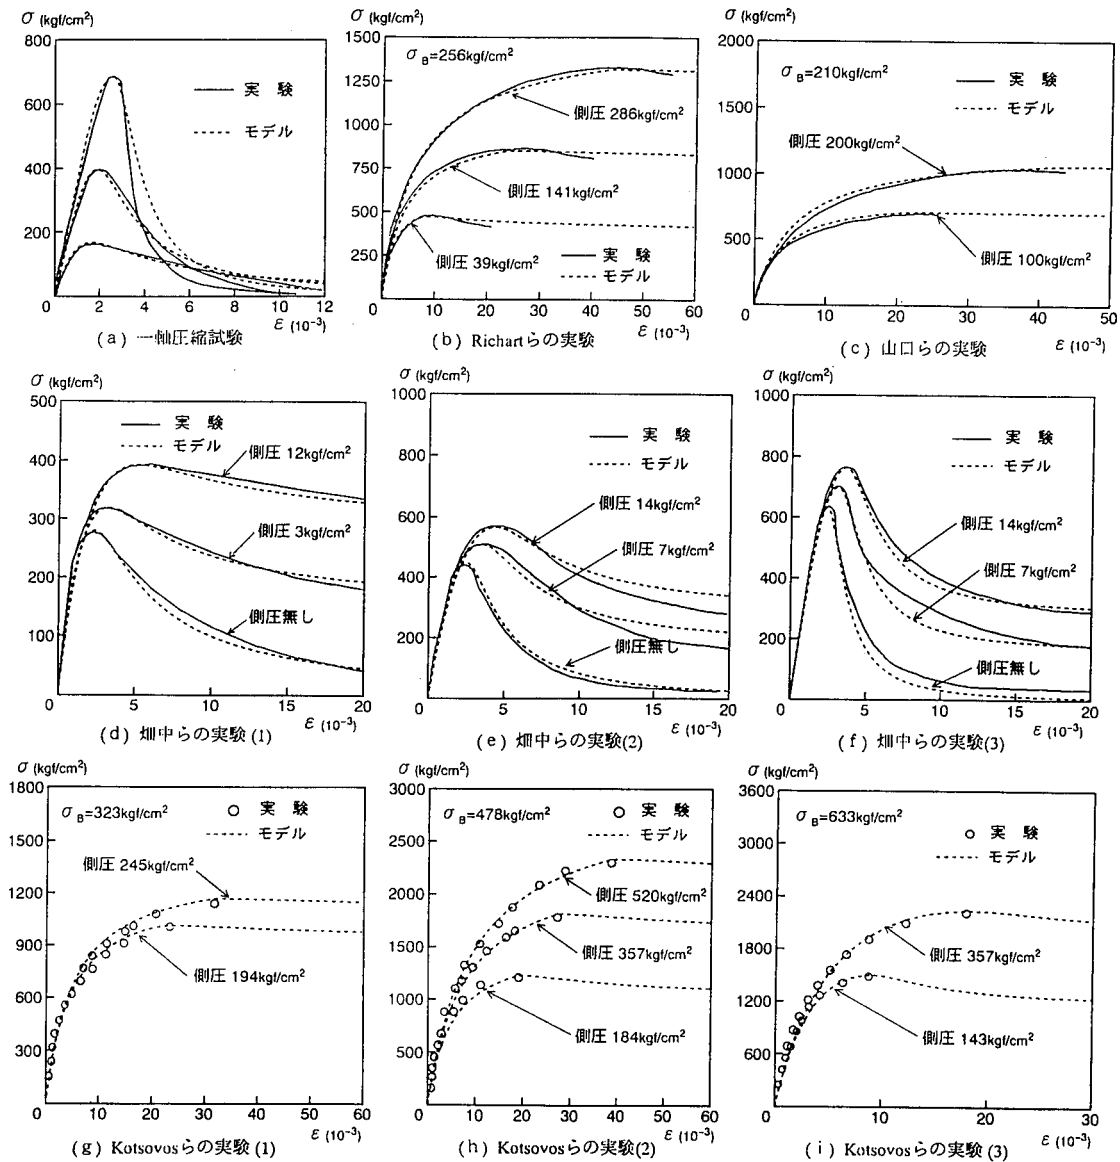 σ (kgf/cm²)
800
600
400
200
0
2
4
6
8
10
12
ε (10⁻³)
実 験
モデル
(a) 一軸圧縮試験
σ (kgf/cm²)
1500
1250
1000
750
500
250
0
10
20
30
40
50
60
ε (10⁻³)
σB=256kgf/cm²
側圧 286kgf/cm²
側圧 141kgf/cm²
側圧 39kgf/cm²
実 験
モデル
(b) Richartらの実験
σ (kgf/cm²)
2000
1500
1000
500
0
10
20
30
40
50
ε (10⁻³)
σB=210kgf/cm²
実 験
モデル
側圧 200kgf/cm²
側圧 100kgf/cm²
(c) 山口らの実験
σ (kgf/cm²)
500
400
300
200
100
0
5
10
15
20
ε (10⁻³)
実 験
モデル
側圧 12kgf/cm²
側圧 3kgf/cm²
側圧無し
(d) 畑中らの実験(1)
σ (kgf/cm²)
1000
800
600
400
200
0
5
10
15
20
ε (10⁻³)
実 験
モデル
側圧 14kgf/cm²
側圧 7kgf/cm²
側圧無し
(e) 畑中らの実験(2)
σ (kgf/cm²)
1000
800
600
400
200
0
5
10
15
20
ε (10⁻³)
実 験
モデル
側圧 14kgf/cm²
側圧 7kgf/cm²
側圧無し
(f) 畑中らの実験(3)
σ (kgf/cm²)
1800
1500
1200
900
600
300
0
10
20
30
40
50
60
ε (10⁻³)
σB=323kgf/cm²
実 験
モデル
側圧 245kgf/cm²
側圧 194kgf/cm²
(g) Kotsovosらの実験(1)
σ (kgf/cm²)
3000
2500
2000
1500
1000
500
0
10
20
30
40
50
60
ε (10⁻³)
σB=478kgf/cm²
実 験
モデル
側圧 520kgf/cm²
側圧 357kgf/cm²
側圧 184kgf/cm²
(h) Kotsovosらの実験(2)
σ (kgf/cm²)
3600
3000
2400
1800
1200
600
0
10
20
30
ε (10⁻³)
σB=633kgf/cm²
実 験
モデル
側圧 357kgf/cm²
側圧 143kgf/cm²
(i) Kotsovosらの実験(3)